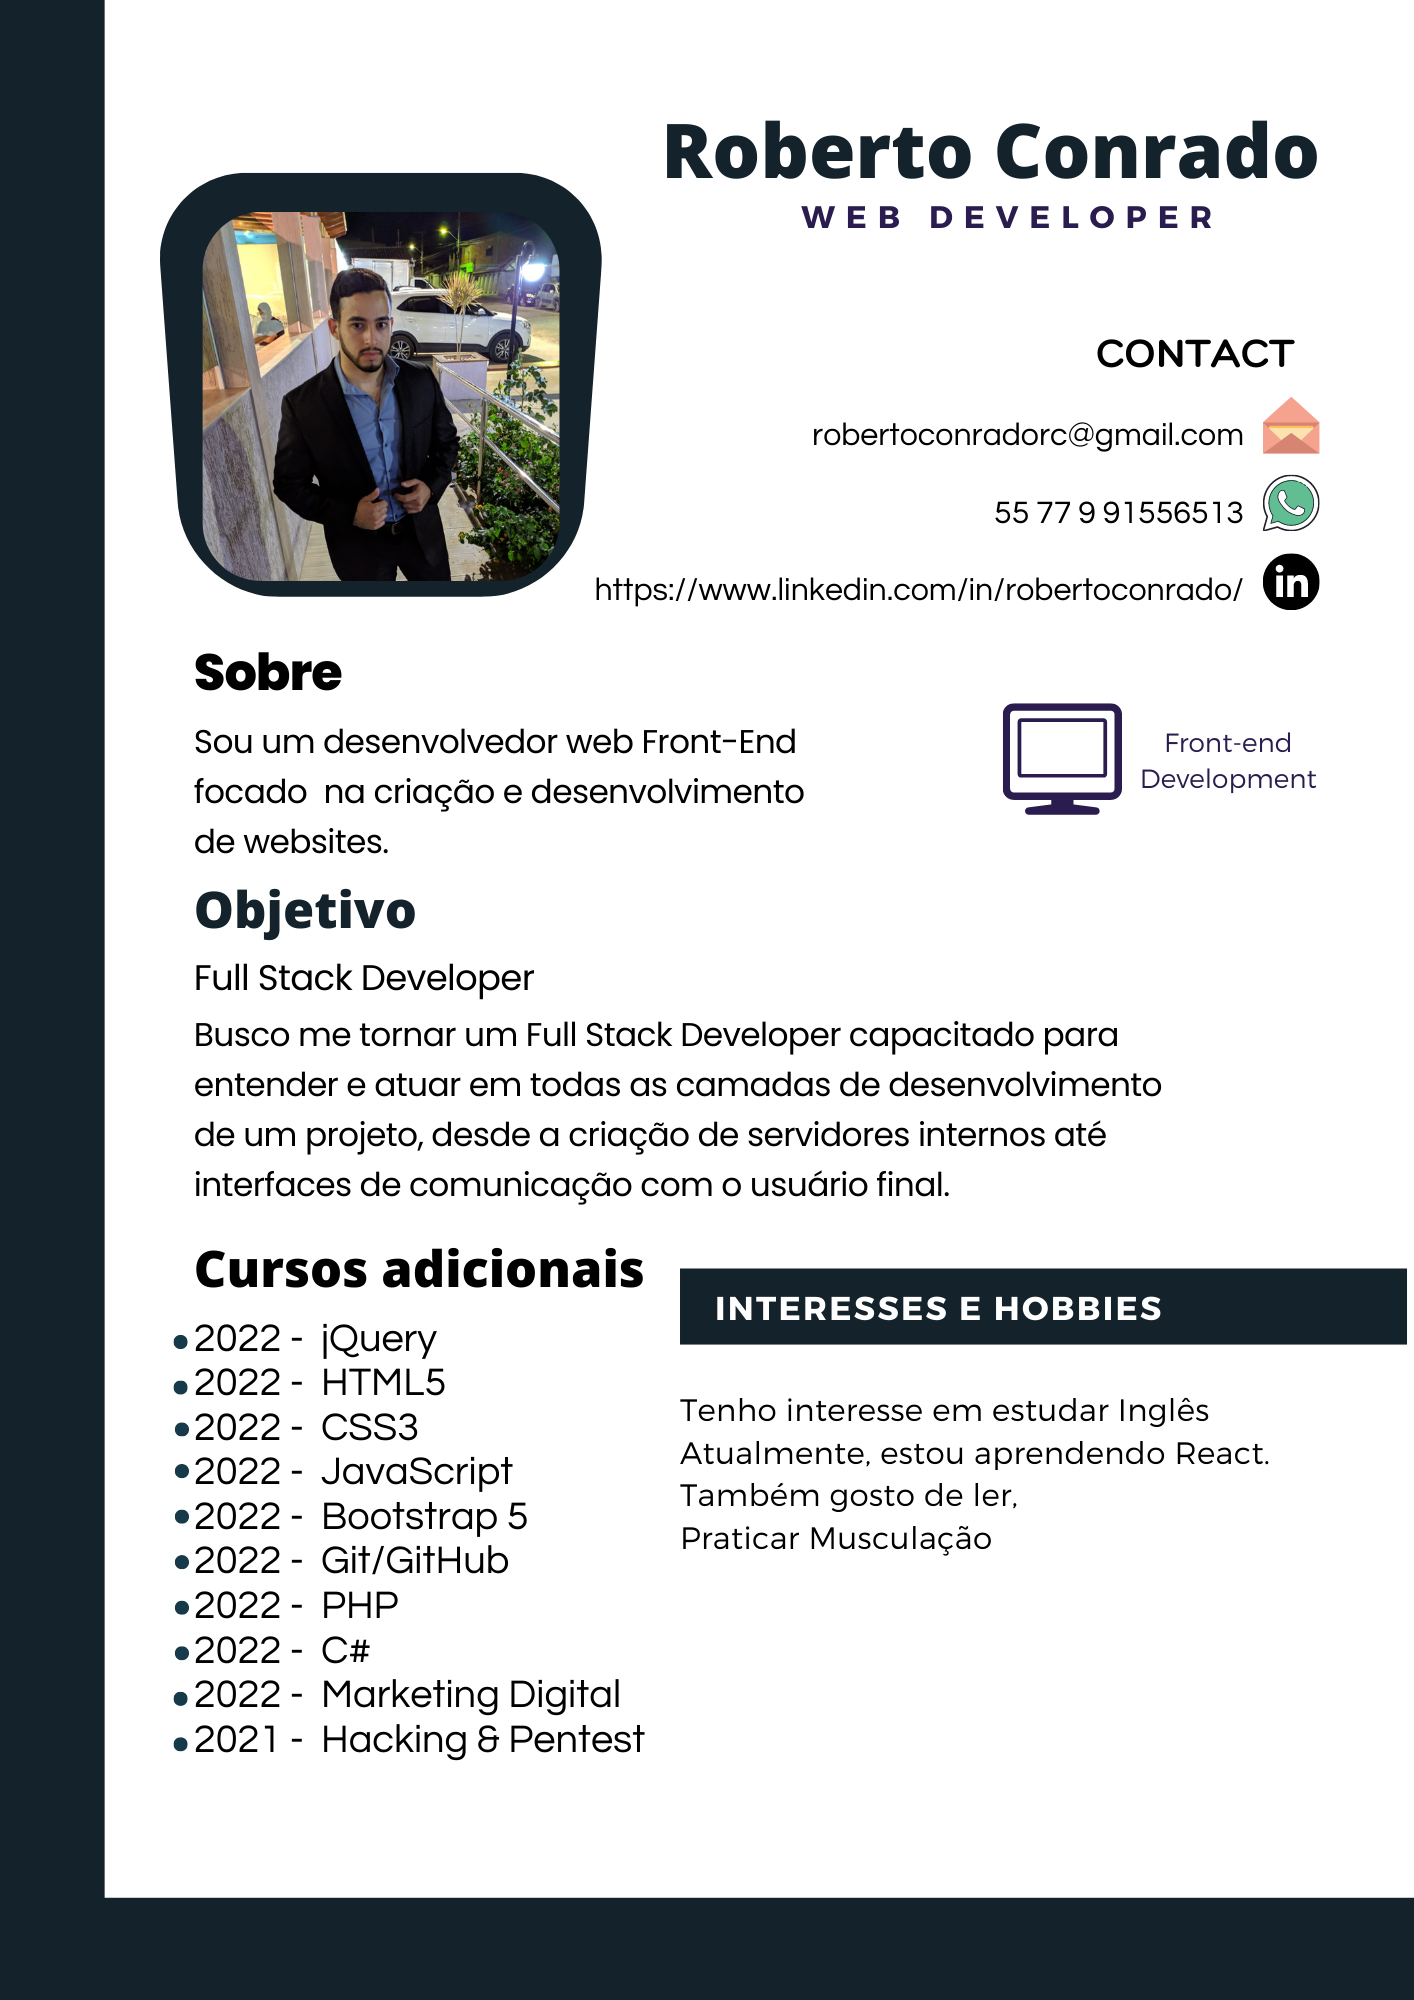 Roberto Conrado
WEB DEVELOPER
CONTACT
robertoconradorc@gmail.com
55 77 9 91556513
https://www.linkedin.com/in/robertoconrado/
in
Sobre
Sou um desenvolvedor web Front-End
focado na criação e desenvolvimento
de websites.
Front-end
Development
Objetivo
Full Stack Developer
Busco me tornar um Full Stack Developer capacitado para
entender e atuar em todas as camadas de desenvolvimento
de um projeto, desde a criação de servidores internos até
interfaces de comunicação com o usuário final.
Cursos adicionais
2022 - jQuery
2022 - HTML5
2022 - CSS3
2022 - JavaScript
2022 - Bootstrap 5
2022 - Git/GitHub
2022 - PHP
2022 - C#
2022 - Marketing Digital
2021 - Hacking & Pentest
INTERESSES E HOBBIES
Tenho interesse em estudar Inglês
Atualmente, estou aprendendo React.
Também gosto de ler,
Praticar Musculação